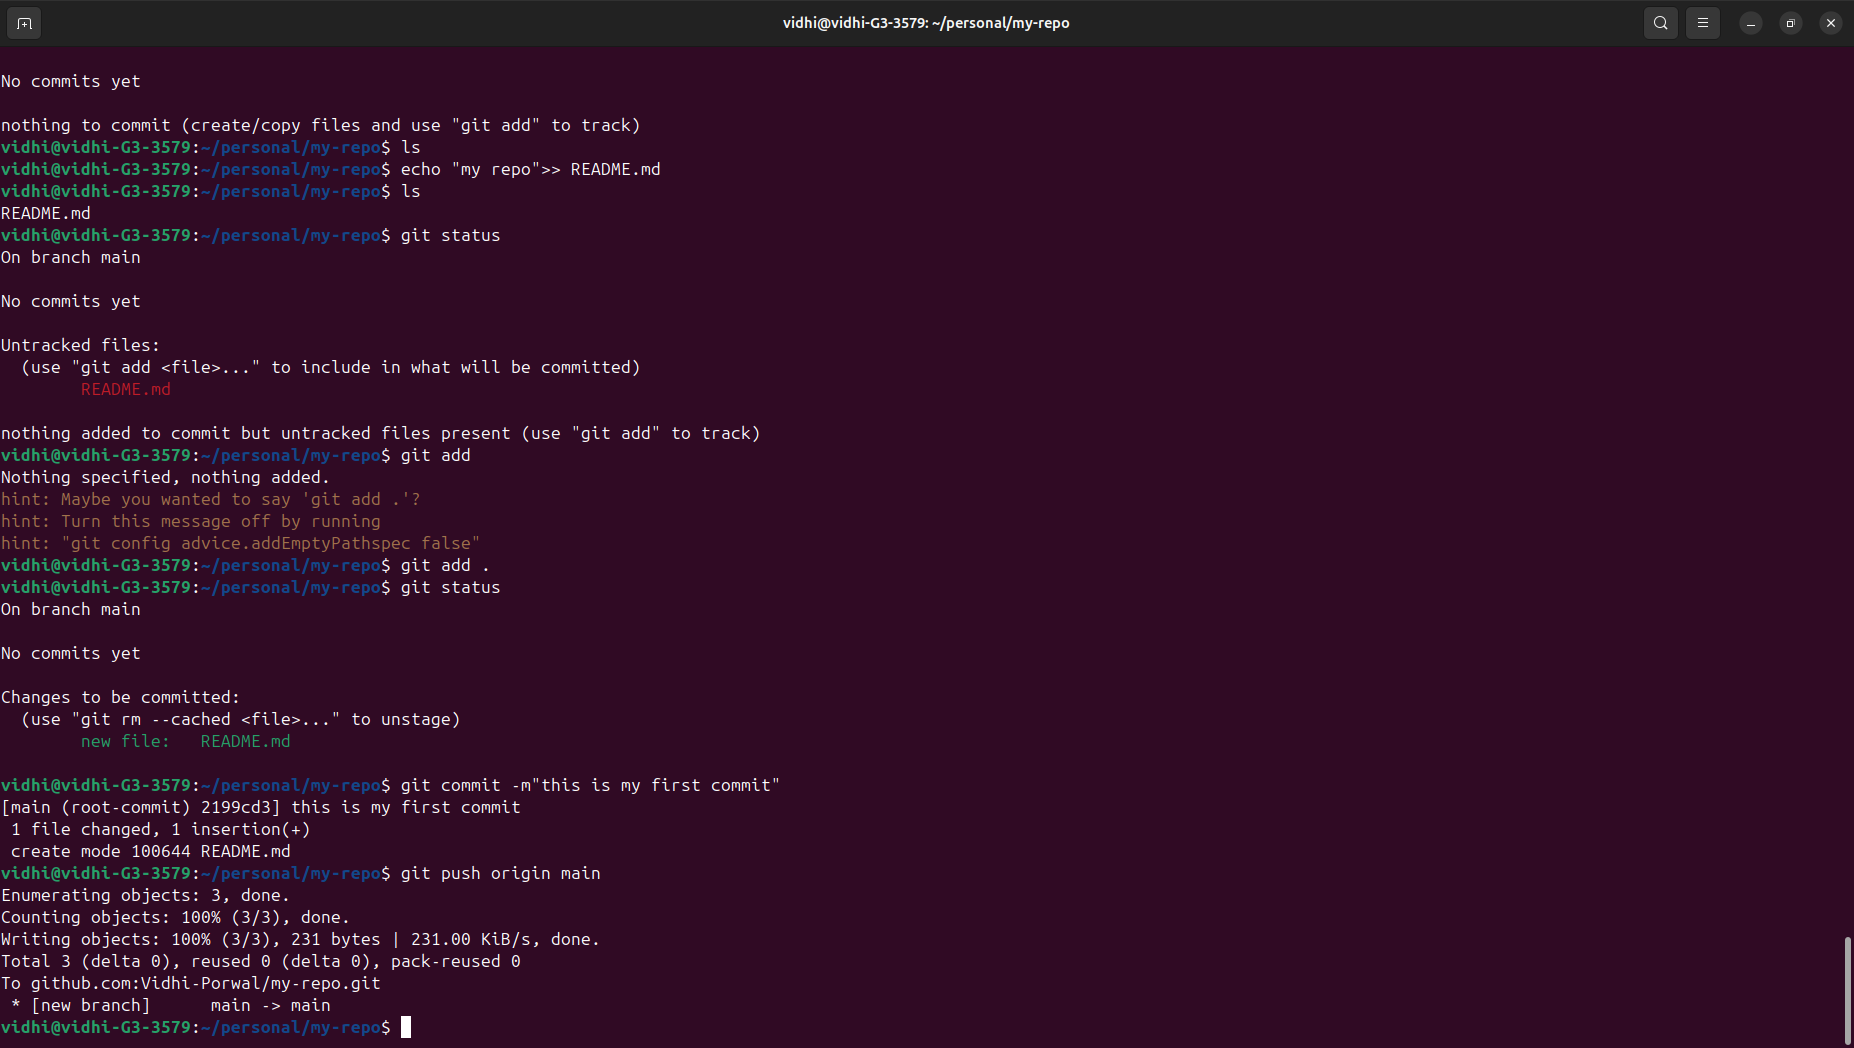 vidhi@vidhi-G3-3579: ~/personal/my-repo
No commits yet
nothing to commit (create/copy files and use "git add" to track)
vidhi@vidhi-G3-3579:~/personal/my-repo$ ls
vidhi@vidhi-G3-3579:~/personal/my-repo$ echo "my repo">> README.md
vidhi@vidhi-G3-3579:~/personal/my-repo$ ls
README.md
vidhi@vidhi-G3-3579:~/personal/my-repo$ git status
On branch main
No commits yet
Untracked files:
  (use "git add <file>..." to include in what will be committed)
        README.md
nothing added to commit but untracked files present (use "git add" to track)
vidhi@vidhi-G3-3579:~/personal/my-repo$ git add
Nothing specified, nothing added.
hint: Maybe you wanted to say 'git add .'?
hint: Turn this message off by running
hint: "git config advice.addEmptyPathspec false"
vidhi@vidhi-G3-3579:~/personal/my-repo$ git add .
vidhi@vidhi-G3-3579:~/personal/my-repo$ git status
On branch main
No commits yet
Changes to be committed:
  (use "git rm --cached <file>..." to unstage)
        new file:   README.md
vidhi@vidhi-G3-3579:~/personal/my-repo$ git commit -m"this is my first commit"
[main (root-commit) 2199cd3] this is my first commit
 1 file changed, 1 insertion(+)
 create mode 100644 README.md
vidhi@vidhi-G3-3579:~/personal/my-repo$ git push origin main
Enumerating objects: 3, done.
Counting objects: 100% (3/3), done.
Writing objects: 100% (3/3), 231 bytes | 231.00 KiB/s, done.
Total 3 (delta 0), reused 0 (delta 0), pack-reused 0
To github.com:Vidhi-Porwal/my-repo.git
 * [new branch]      main -> main
vidhi@vidhi-G3-3579:~/personal/my-repo$